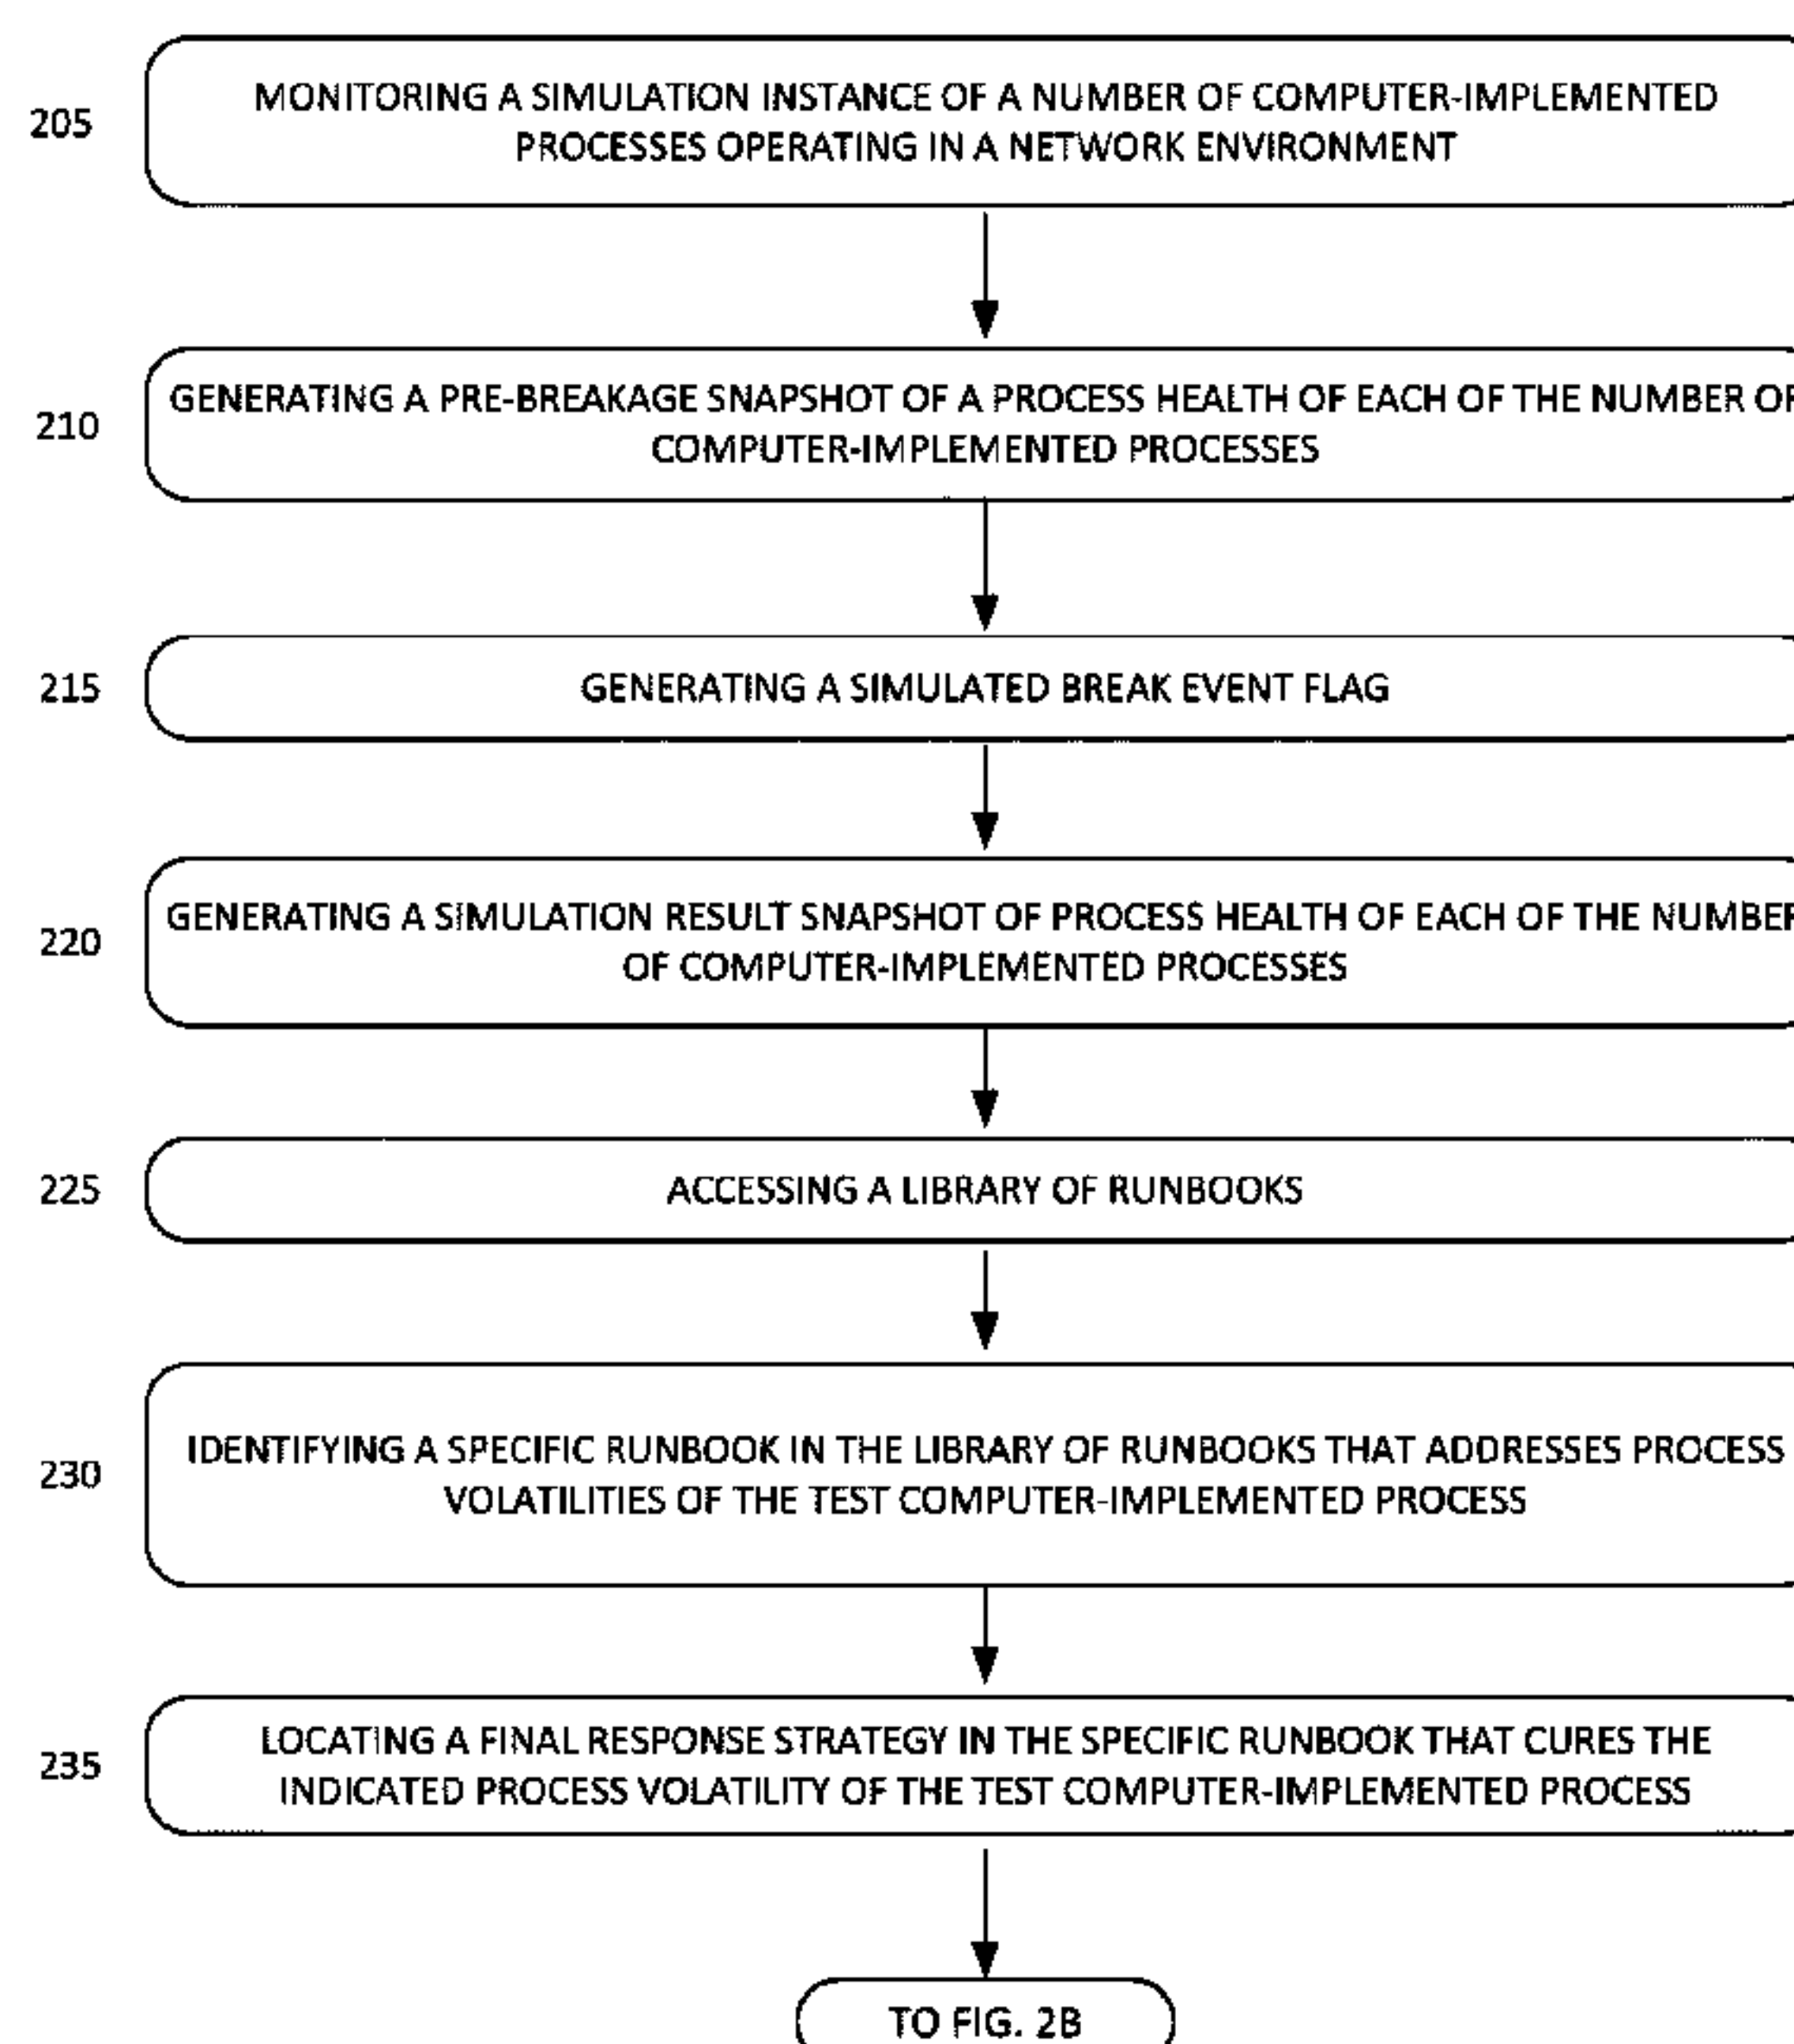 205
MONITORING A SIMULATION INSTANCE OF A NUMBER OF COMPUTER-IMPLEMENTED
PROCESSES OPERATING IN A NETWORK ENVIRONMENT
210
GENERATING A PRE-BREAKAGE SNAPSHOT OF A PROCESS HEALTH OF EACH OF THE NUMBER OF
COMPUTER-IMPLEMENTED PROCESSES
215
GENERATING A SIMULATED BREAK EVENT FLAG
220
GENERATING A SIMULATION RESULT SNAPSHOT OF PROCESS HEALTH OF EACH OF THE NUMBER
OF COMPUTER-IMPLEMENTED PROCESSES
225
ACCESSING A LIBRARY OF RUNBOOKS
230
IDENTIFYING A SPECIFIC RUNBOOK IN THE LIBRARY OF RUNBOOKS THAT ADDRESSES PROCESS
VOLATILITIES OF THE TEST COMPUTER-IMPLEMENTED PROCESS
235
LOCATING A FINAL RESPONSE STRATEGY IN THE SPECIFIC RUNBOOK THAT CURES THE
INDICATED PROCESS VOLATILITY OF THE TEST COMPUTER-IMPLEMENTED PROCESS
TO FIG. 2B